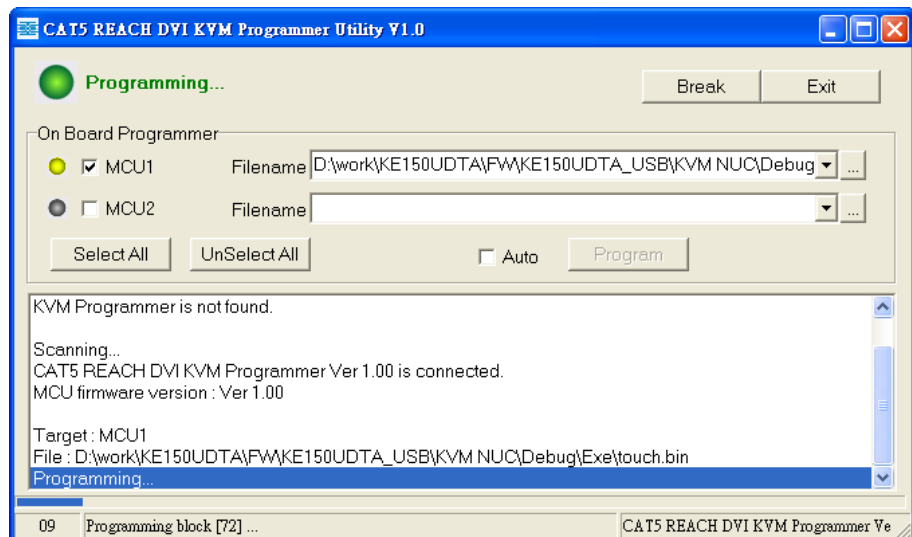 CAT5 REACH DVI KVM Programmer Utility V1.0
Programming...
Break
Exit
On Board Programmer
MCU1
Filename
D:\work\KE150UDTA\FW\KE150UDTA_USB\KVM NUC\Debug
...
MCU2
Filename
...
Select All
UnSelect All
Auto
Program
KVM Programmer is not found.
Scanning...
CAT5 REACH DVI KVM Programmer Ver 1.00 is connected.
MCU firmware version : Ver 1.00
Target : MCU1
File : D:\work\KE150UDTA\FW\KE150UDTA_USB\KVM NUC\Debug\Exe\touch.bin
Programming...
09
Programming block [72] ...
CAT5 REACH DVI KVM Programmer Ve